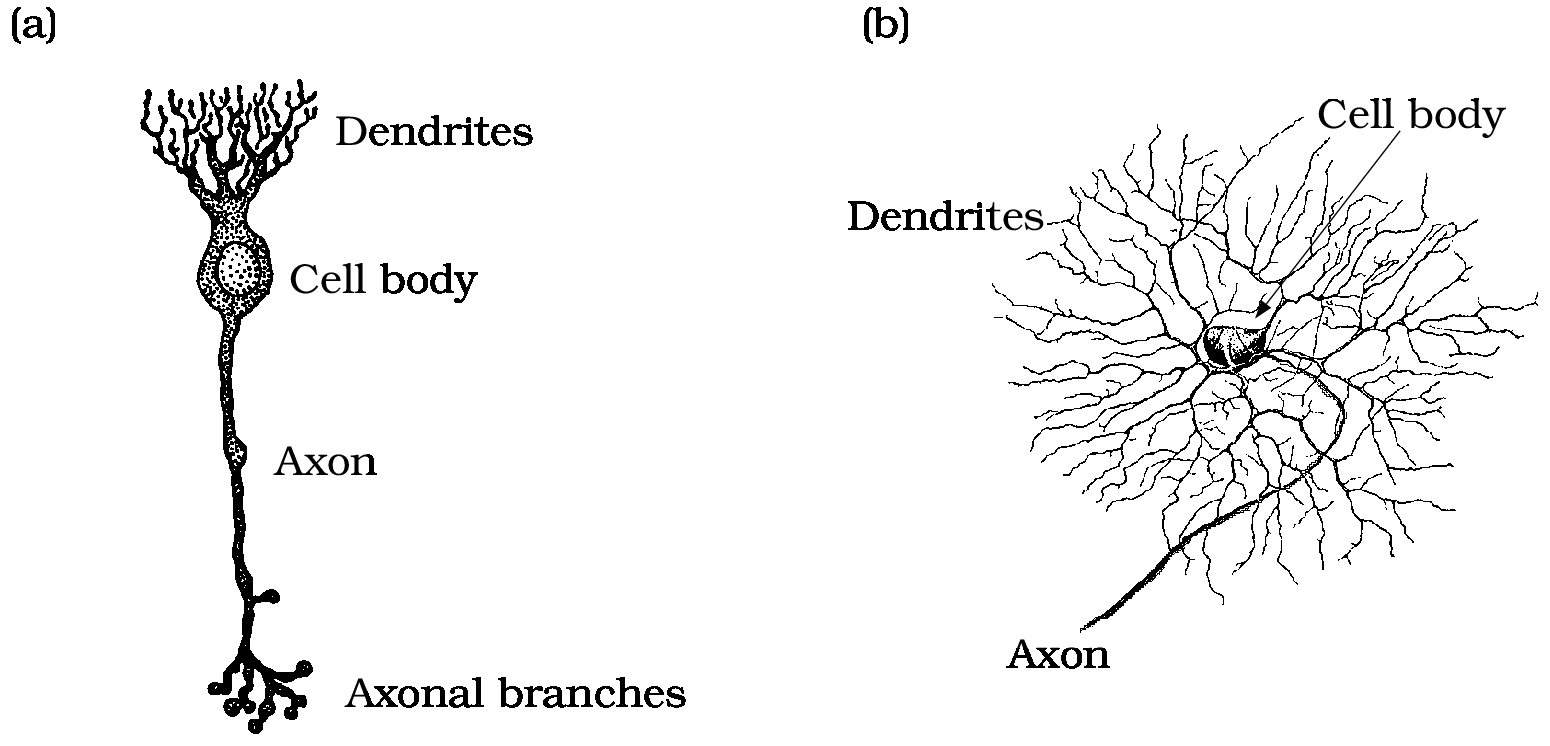 (a)
Dendrites
Cell body
Axon
Axonal branches
(b)
Cell body
Dendrites
Axon